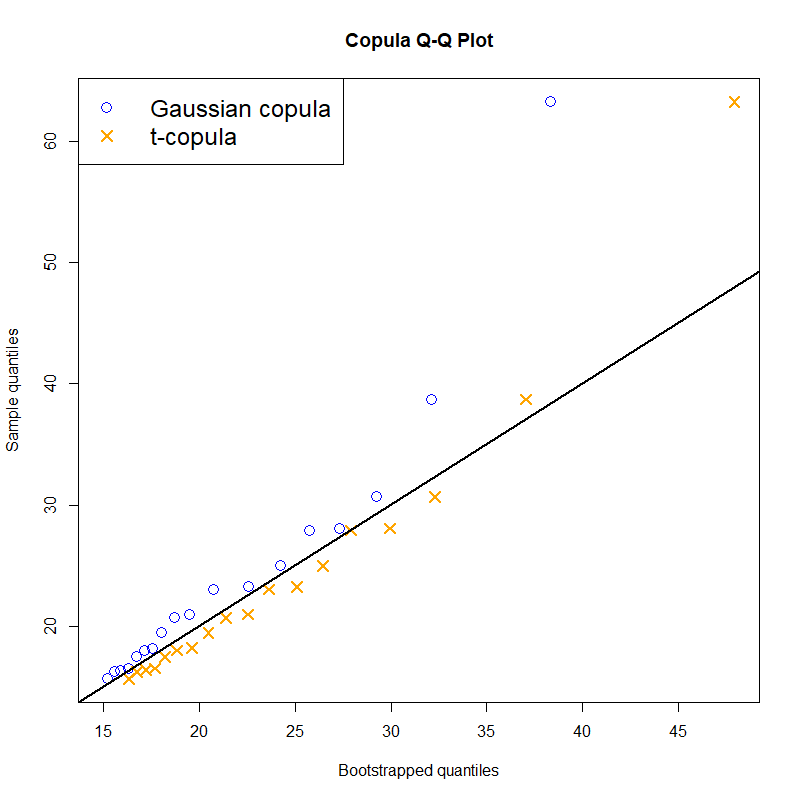 Copula Q-Q Plot
Gaussian copula
t-copula
Sample quantiles
60
50
40
30
20
15 20 25 30 35 40 45
Bootstrapped quantiles